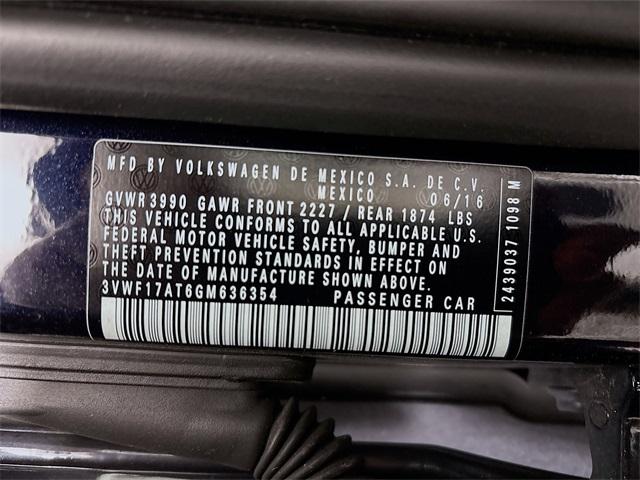 MFD BY VOLKSWAGEN DE MEXICO S.A. DE C.V.
MEXICO 06/16
GVWR 3990 GAWR FRONT 2227 / REAR 1874 LBS
THIS VEHICLE CONFORMS TO ALL APPLICABLE U.S.
FEDERAL MOTOR VEHICLE SAFETY, BUMPER AND
THEFT PREVENTION STANDARDS IN EFFECT ON
THE DATE OF MANUFACTURE SHOWN ABOVE.
3VWF17AT6GM636354 PASSENGER CAR
2439037 1098 M